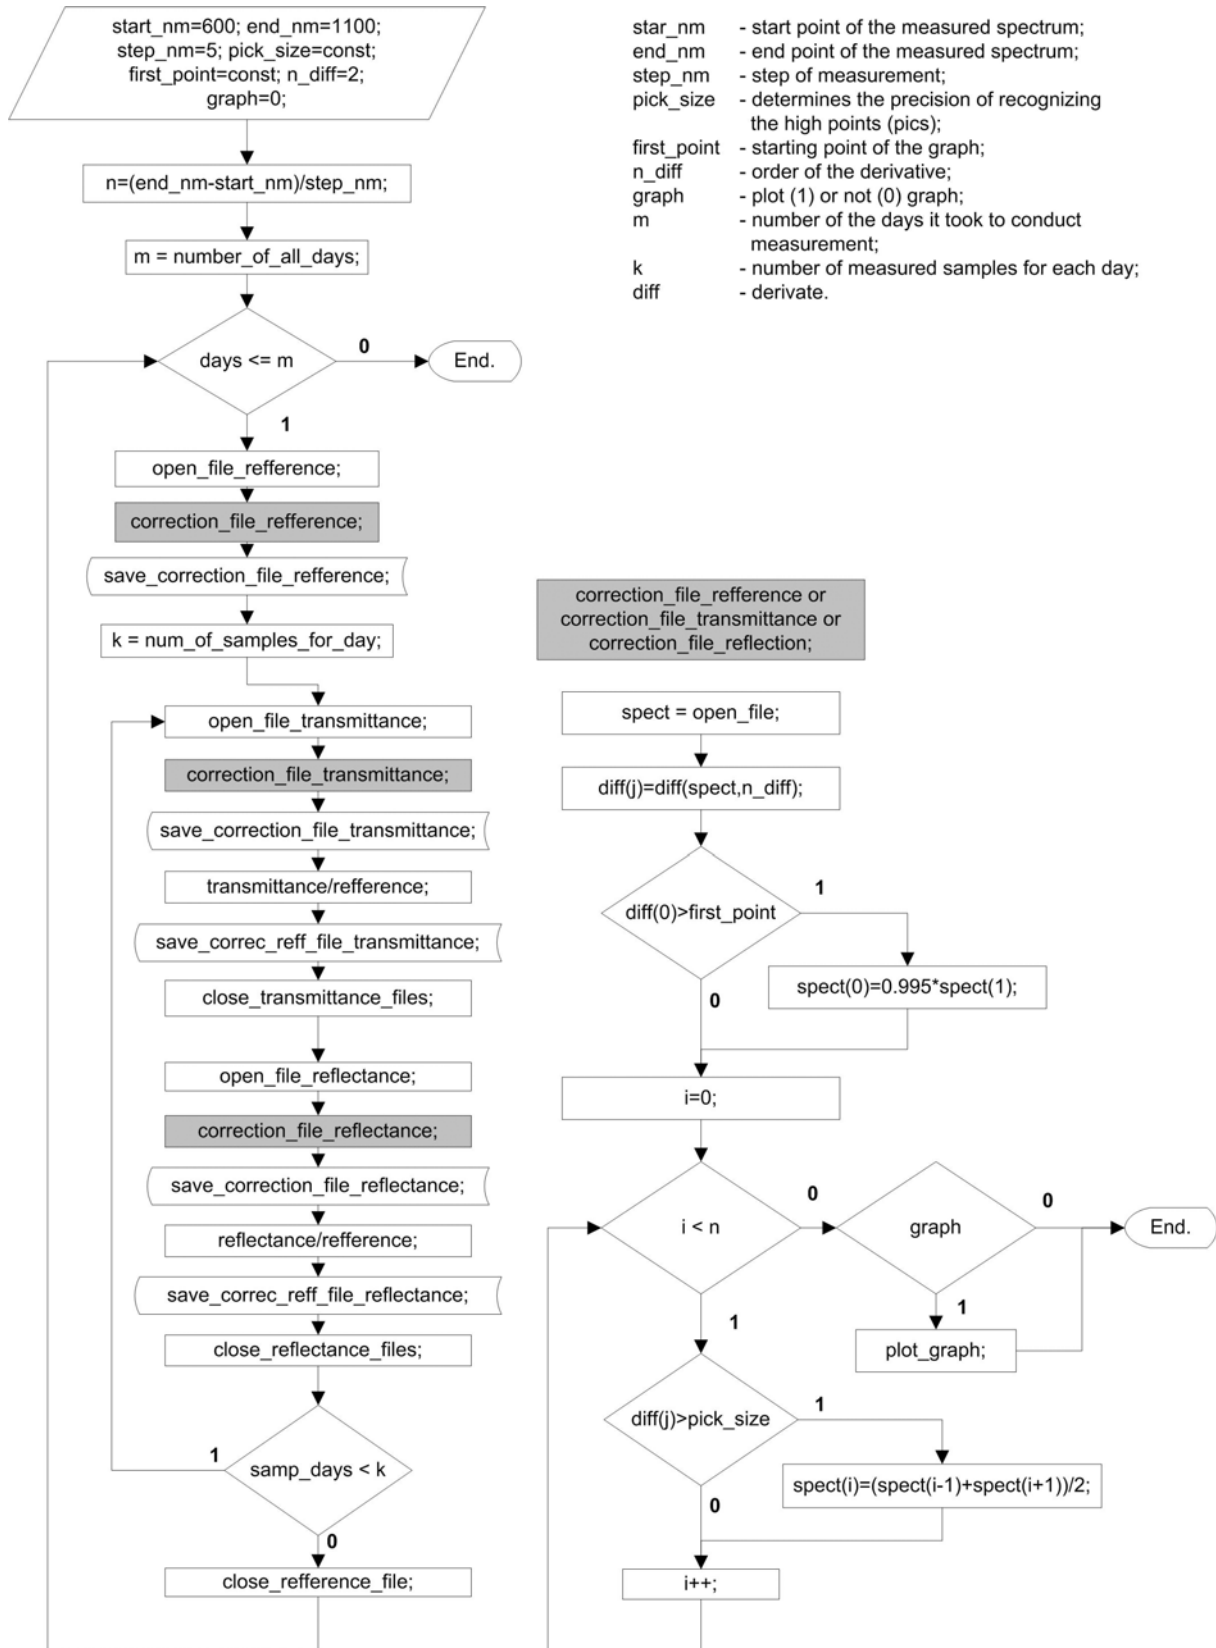 start_nm=600; end_nm=1100;
step_nm=5; pick_size=const;
first_point=const; n_diff=2;
graph=0;
n=(end_nm-start_nm)/step_nm;
m = number_of_all_days;
days <= m
0
End.
1
open_file_refference;
correction_file_refference;
save_correction_file_refference;
k = num_of_samples_for_day;
open_file_transmittance;
correction_file_transmittance;
save_correction_file_transmittance;
transmittance/refference;
save_correc_reff_file_transmittance;
close_transmittance_files;
open_file_reflectance;
correction_file_reflectance;
save_correction_file_reflectance;
reflectance/refference;
save_correc_reff_file_reflectance;
close_reflectance_files;
1
samp_days < k
0
close_refference_file;
star_nm - start point of the measured spectrum;
end_nm - end point of the measured spectrum;
step_nm - step of measurement;
pick_size - determines the precision of recognizing
the high points (pics);
first_point - starting point of the graph;
n_diff - order of the derivative;
graph - plot (1) or not (0) graph;
m - number of the days it took to conduct
measurement;
k - number of measured samples for each day;
diff - derivate.
correction_file_refference or
correction_file_transmittance or
correction_file_reflection;
spect = open_file;
diff(j)=diff(spect,n_diff);
diff(0)>first_point
1
spect(0)=0.995*spect(1);
0
i=0;
i < n
0
graph
0
End.
1
plot_graph;
1
diff(j)>pick_size
1
spect(i)=(spect(i-1)+spect(i+1))/2;
0
i++;